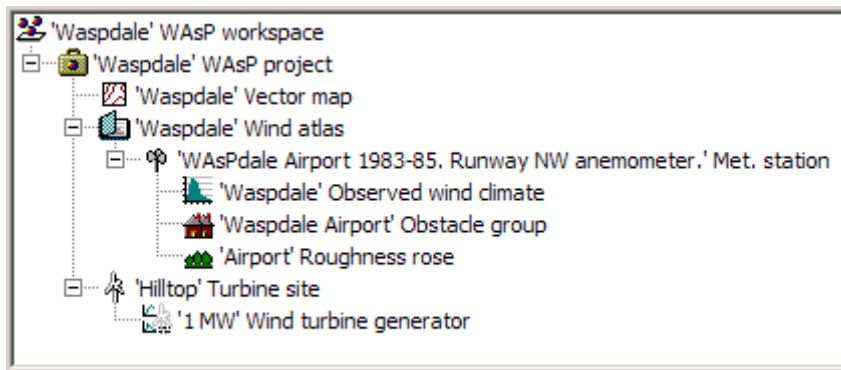 'Waspdale' WAsP workspace
'Waspdale' WAsP project
'Waspdale' Vector map
'Waspdale' Wind atlas
'WAsPdale Airport 1983-85. Runway NW anemometer.' Met. station
'Waspdale' Observed wind climate
'Waspdale Airport' Obstacle group
'Airport' Roughness rose
'Hilltop' Turbine site
'1 MW' Wind turbine generator